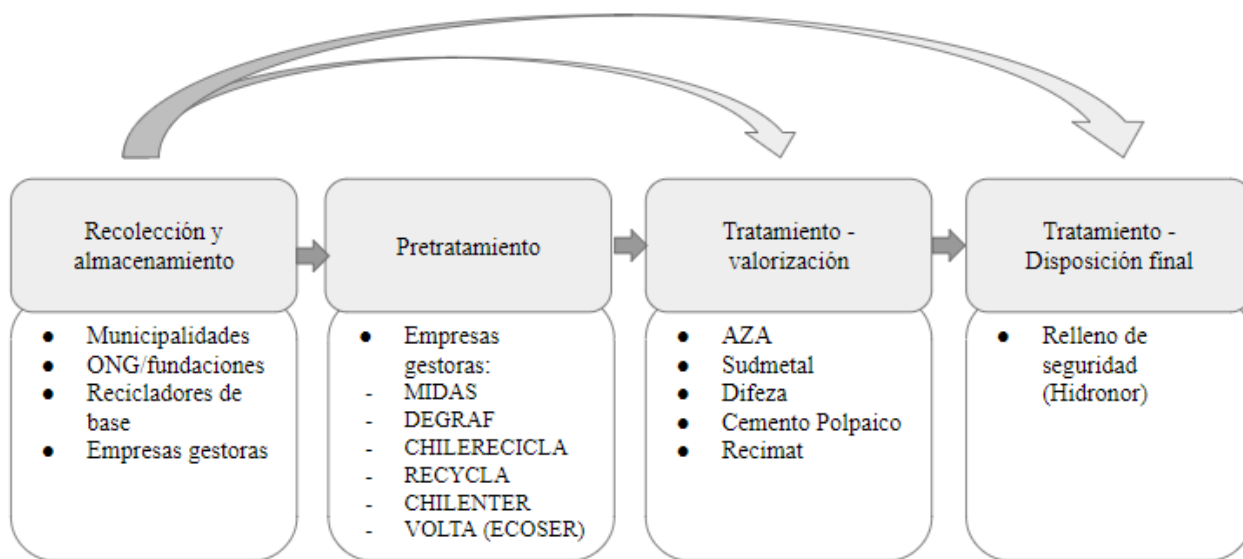 Recolección y
almacenamiento
Pretratamiento
Tratamiento -
valorización
Tratamiento -
Disposición final
● Municipalidades
● ONG/fundaciones
● Recicladores de
base
● Empresas gestoras
● Empresas
gestoras:
- MIDAS
- DEGRAF
- CHILERECICLA
- RECYCLA
- CHILENTER
- VOLTA (ECOSER)
● AZA
● Sudmetal
● Difeza
● Cemento Polpaico
● Recimat
● Relleno de
seguridad
(Hidronor)